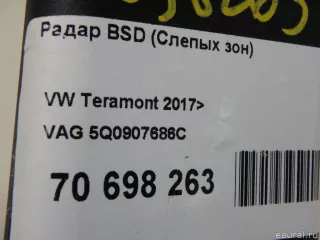 Радар BSD (Слепых зон)
VW Teramont 2017>
VAG 5Q0907686C
70 698 263
eaural.ru